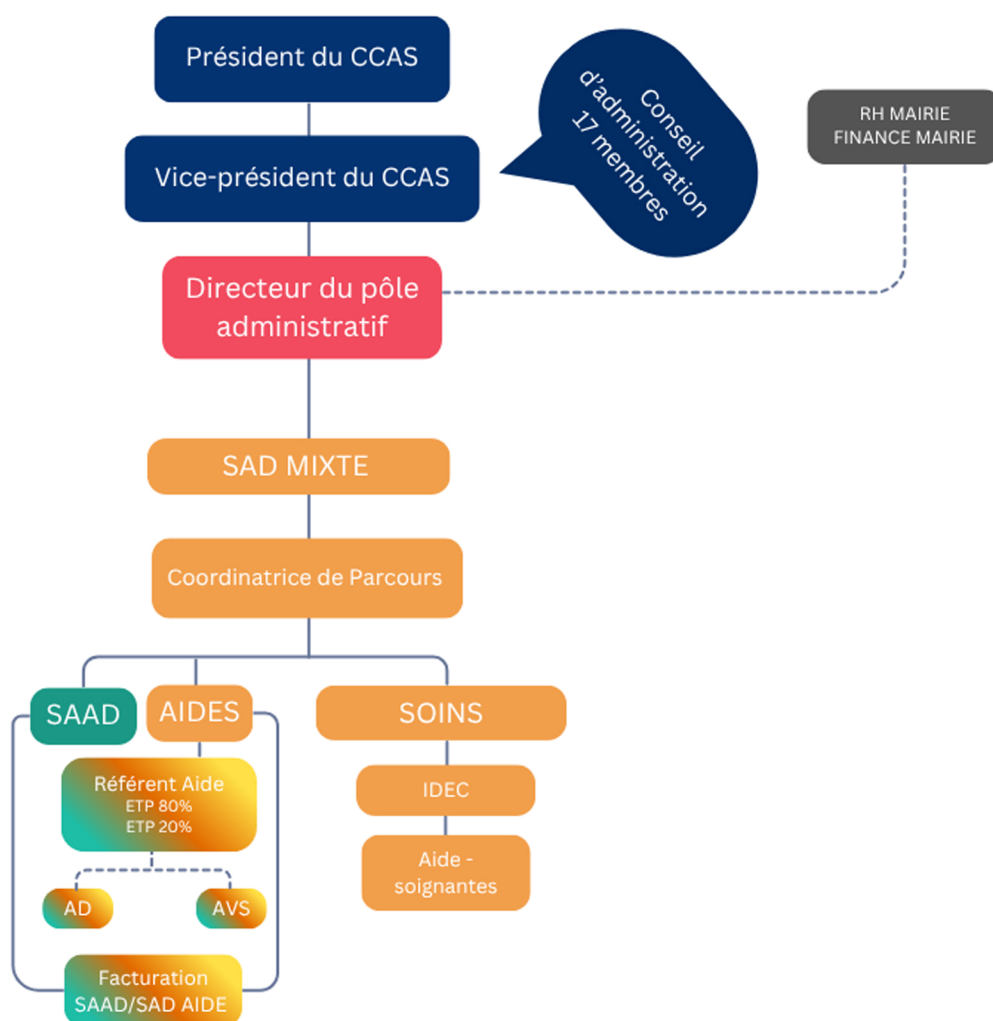 Président du CCAS
Conseil
d'administration
17 membres
RH MAIRIE
FINANCE MAIRIE
Vice-président du CCAS
Directeur du pôle
administratif
SAD MIXTE
Coordinatrice de Parcours
SAAD
AIDES
SOINS
Référent Aide
ETP 80%
ETP 20%
IDEC
Aide -
soignantes
AD
AVS
Facturation
SAAD/SAD AIDE